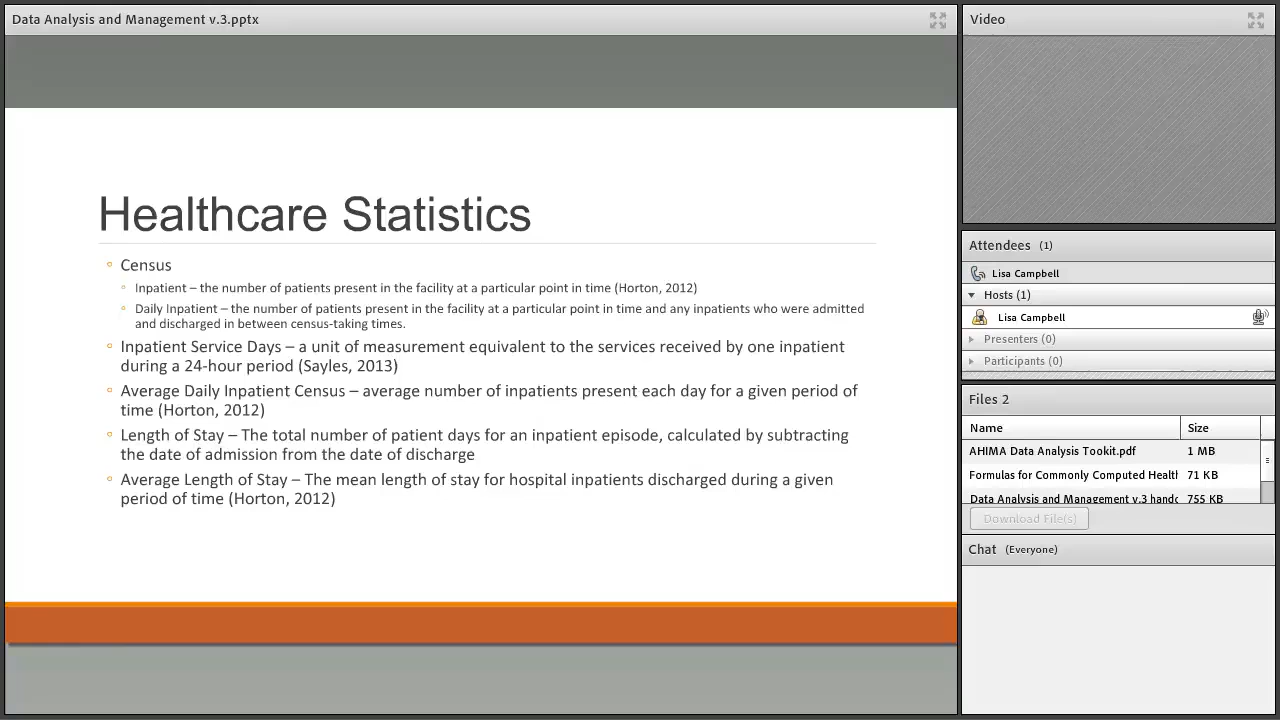 Data Analysis and Management v.3.pptx
Healthcare Statistics
Census
Inpatient – the number of patients present in the facility at a particular point in time (Horton, 2012)
Daily Inpatient – the number of patients present in the facility at a particular point in time and any inpatients who were admitted
and discharged in between census-taking times.
Inpatient Service Days – a unit of measurement equivalent to the services received by one inpatient
during a 24-hour period (Sayles, 2013)
Average Daily Inpatient Census – average number of inpatients present each day for a given period of
time (Horton, 2012)
Length of Stay – The total number of patient days for an inpatient episode, calculated by subtracting
the date of admission from the date of discharge
Average Length of Stay – The mean length of stay for hospital inpatients discharged during a given
period of time (Horton, 2012)
Video
Attendees (1)
Lisa Campbell
Hosts (1)
Lisa Campbell
Presenters (0)
Participants (0)
Files 2
Name Size
AHIMA Data Analysis Tookit.pdf 1 MB
Formulas for Commonly Computed Healtl 71 KB
Data Analysis and Management v.3 handc 755 KB
Download File(s)
Chat (Everyone)